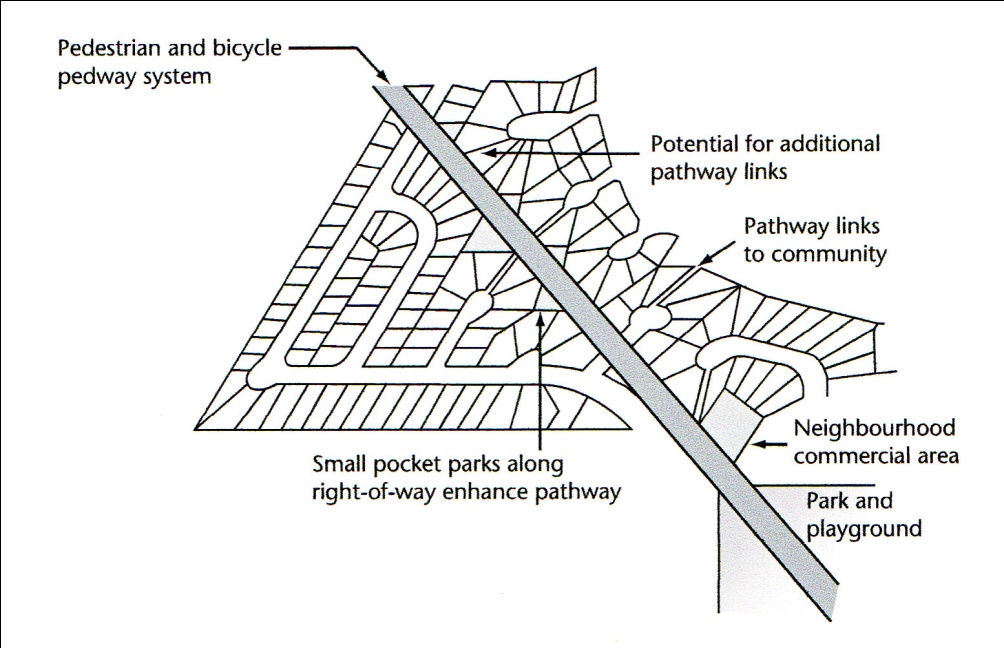 Pedestrian and bicycle
pedway system
Potential for additional
pathway links
Pathway links
to community
Neighbourhood
commercial area
Small pocket parks along
right-of-way enhance pathway
Park and
playground